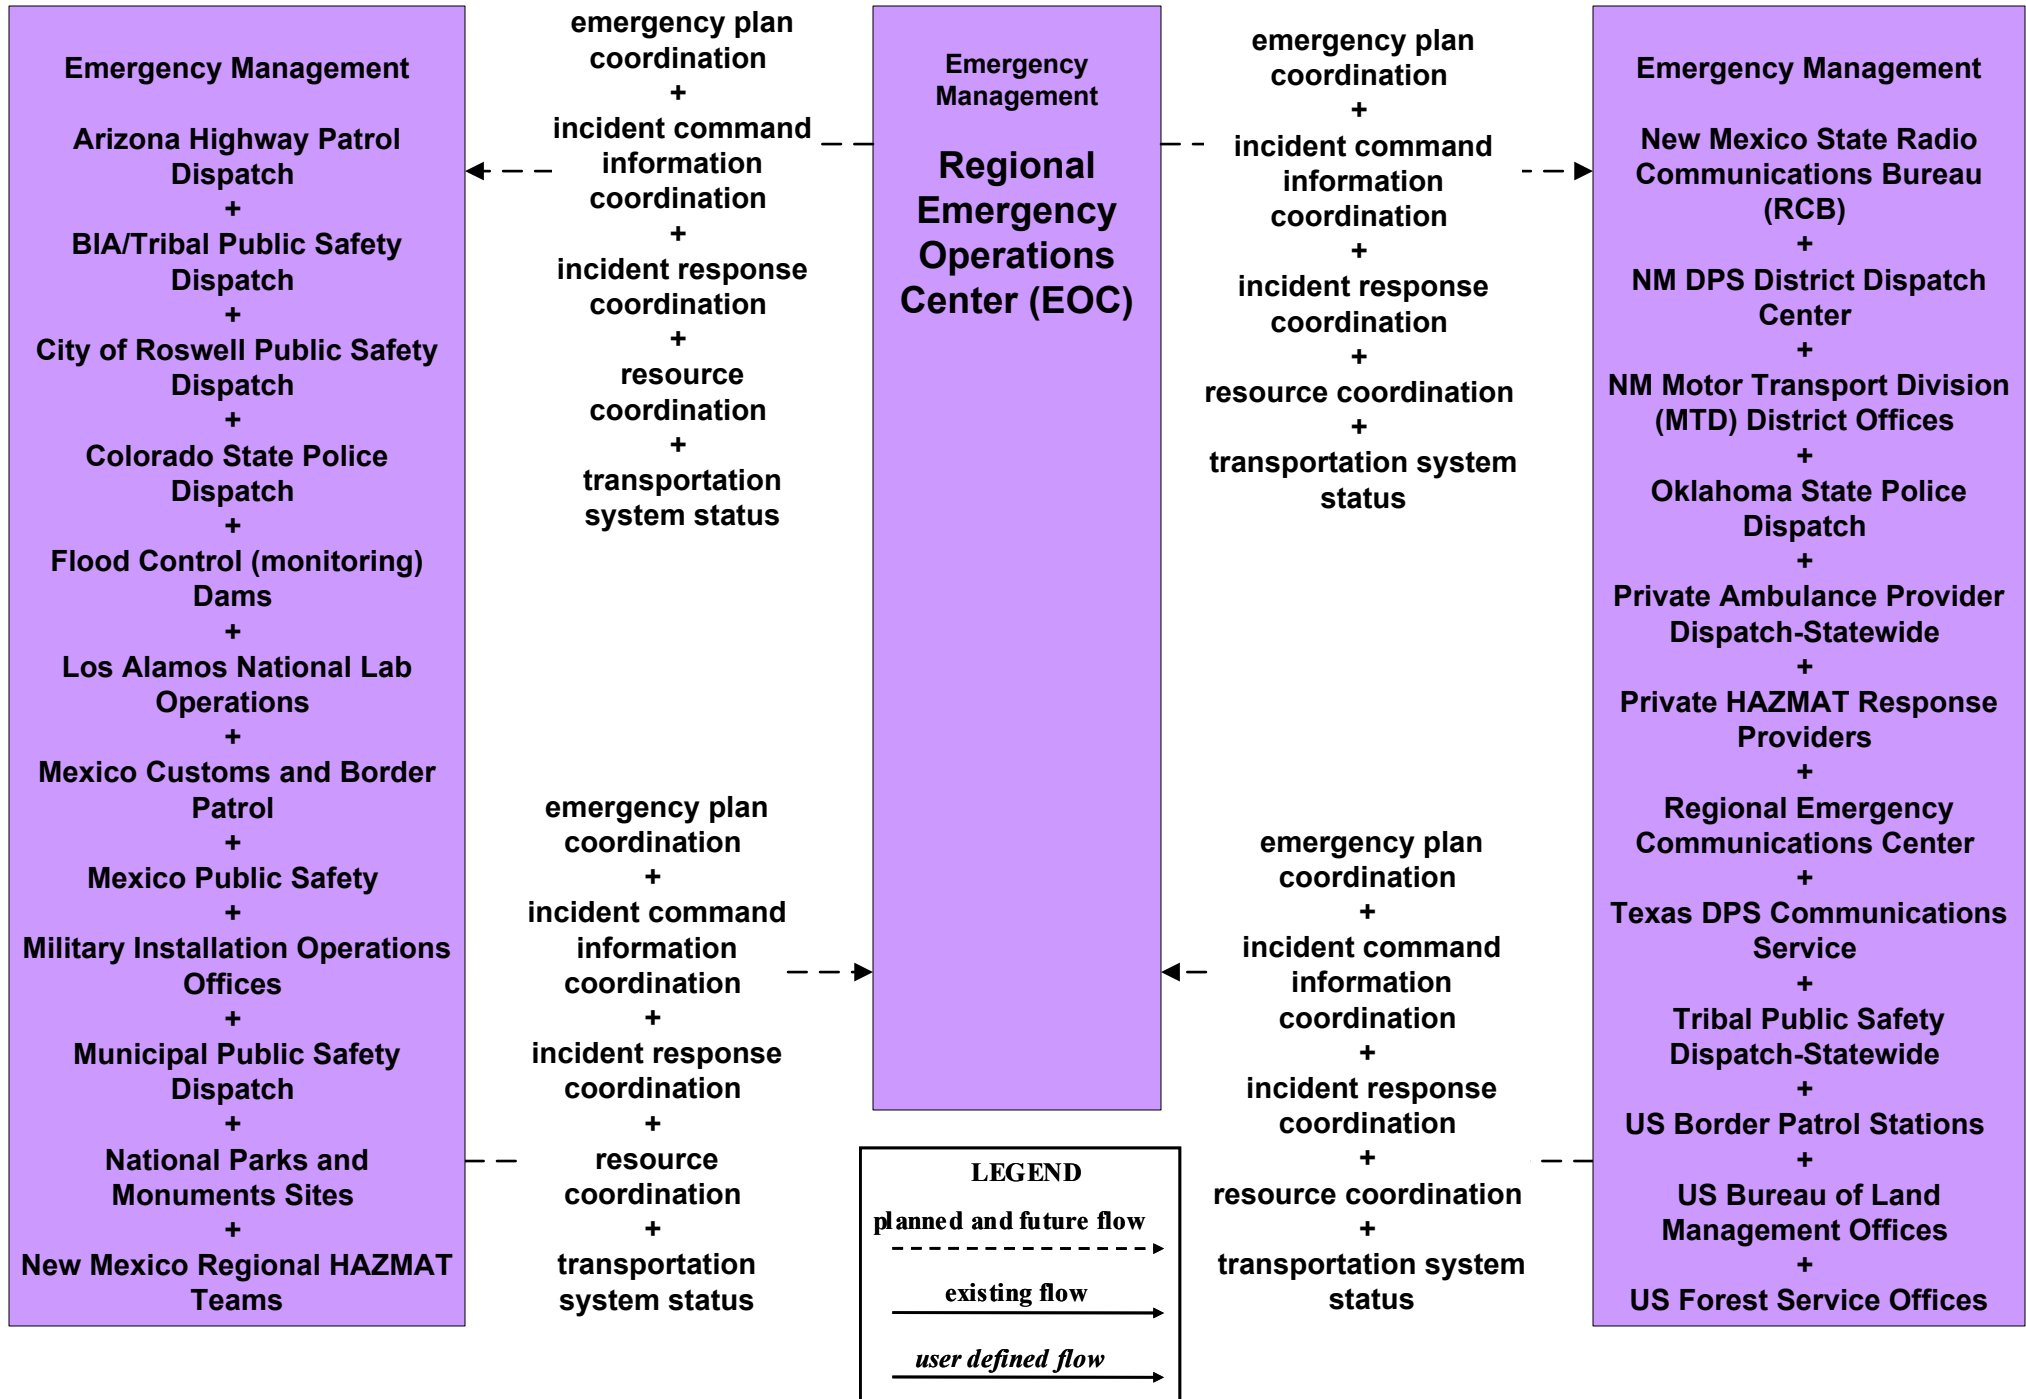 Emergency Management
Arizona Highway Patrol
Dispatch
+
BIA/Tribal Public Safety
Dispatch
+
City of Roswell Public Safety
Dispatch
+
Colorado State Police
Dispatch
+
Flood Control (monitoring)
Dams
+
Los Alamos National Lab
Operations
+
Mexico Customs and Border
Patrol
+
Mexico Public Safety
+
Military Installation Operations
Offices
+
Municipal Public Safety
Dispatch
+
National Parks and
Monuments Sites
+
New Mexico Regional HAZMAT
Teams
emergency plan
coordination
+
incident command
information
coordination
+
incident response
coordination
+
resource
coordination
+
transportation
system status
emergency plan
coordination
+
incident command
information
coordination
+
incident response
coordination
+
resource
coordination
+
transportation
system status
Emergency
Management
Regional
Emergency
Operations
Center (EOC)
LEGEND
planned and future flow
existing flow
user defined flow
emergency plan
coordination
+
incident command
information
coordination
+
incident response
coordination
+
resource coordination
+
transportation system
status
emergency plan
coordination
+
incident command
information
coordination
+
incident response
coordination
+
resource coordination
+
transportation system
status
Emergency Management
New Mexico State Radio
Communications Bureau
(RCB)
+
NM DPS District Dispatch
Center
+
NM Motor Transport Division
(MTD) District Offices
+
Oklahoma State Police
Dispatch
+
Private Ambulance Provider
Dispatch-Statewide
+
Private HAZMAT Response
Providers
+
Regional Emergency
Communications Center
+
Texas DPS Communications
Service
+
Tribal Public Safety
Dispatch-Statewide
+
US Border Patrol Stations
+
US Bureau of Land
Management Offices
+
US Forest Service Offices